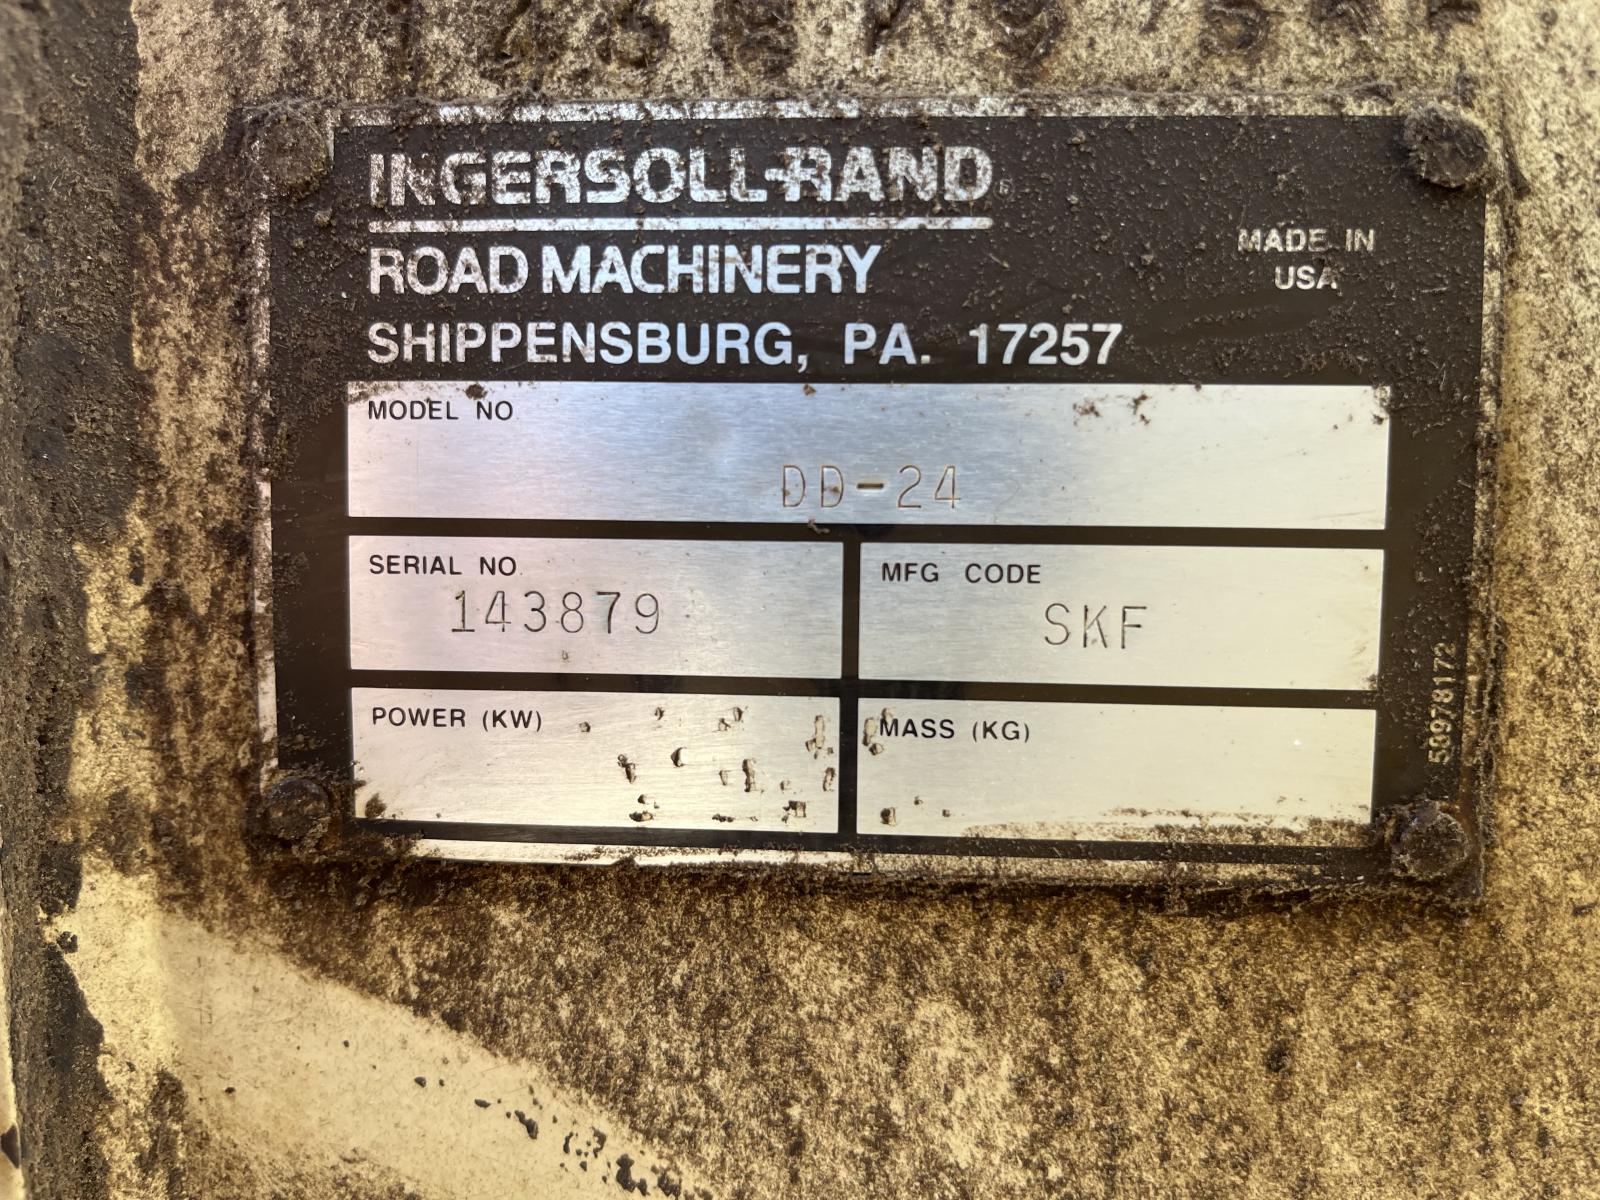 INGERSOLL-RAND
ROAD MACHINERY
SHIPPENSBURG, PA. 17257
MADE IN
USA
MODEL NO
DD-24
SERIAL NO.
143879
MFG CODE
SKF
POWER (KW)
MASS (KG)
59978172